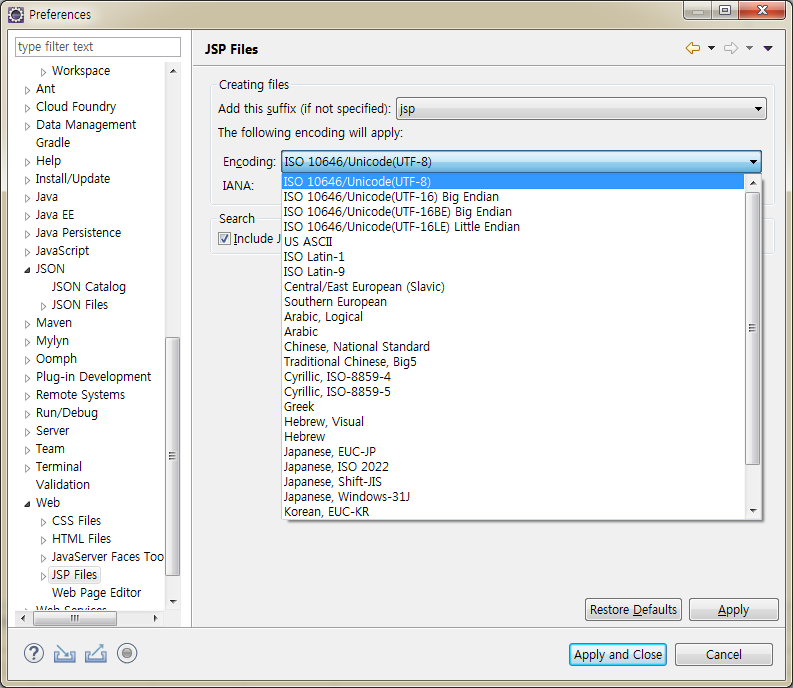 Preferences
type filter text
Workspace
Ant
Cloud Foundry
Data Management
Gradle
Help
Install/Update
Java
Java EE
Java Persistence
JavaScript
JSON
JSON Catalog
JSON Files
Maven
Mylyn
Oomph
Plug-in Development
Remote Systems
Run/Debug
Server
Team
Terminal
Validation
Web
CSS Files
HTML Files
JavaServer Faces Too
JSP Files
Web Page Editor
Web Services
JSP Files
Creating files
Add this suffix (if not specified): jsp
The following encoding will apply:
Encoding: ISO 10646/Unicode(UTF-8)
IANA:
Search
Include J
ISO 10646/Unicode(UTF-8)
ISO 10646/Unicode(UTF-16) Big Endian
ISO 10646/Unicode(UTF-16BE) Big Endian
ISO 10646/Unicode(UTF-16LE) Little Endian
US ASCII
ISO Latin-1
ISO Latin-9
Central/East European (Slavic)
Southern European
Arabic, Logical
Arabic
Chinese, National Standard
Traditional Chinese, Big5
Cyrillic, ISO-8859-4
Cyrillic, ISO-8859-5
Greek
Hebrew, Visual
Hebrew
Japanese, EUC-JP
Japanese, ISO 2022
Japanese, Shift-JIS
Japanese, Windows-31J
Korean, EUC-KR
Restore Defaults
Apply
Apply and Close
Cancel